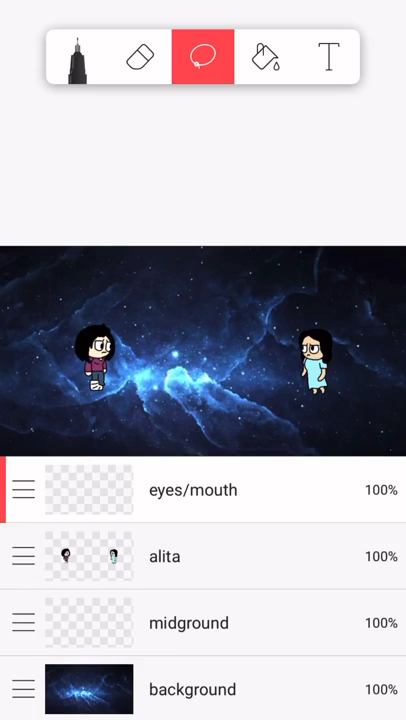 T
eyes/mouth 100%
alita 100%
midground 100%
background 100%